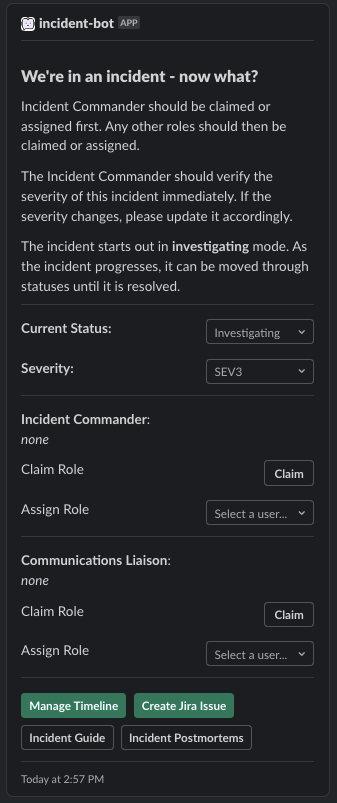 incident-bot APP
We're in an incident - now what?
Incident Commander should be claimed or
assigned first. Any other roles should then be
claimed or assigned.
The Incident Commander should verify the
severity of this incident immediately. If the
severity changes, please update it accordingly.
The incident starts out in investigating mode. As
the incident progresses, it can be moved through
statuses until it is resolved.
Current Status: Investigating
Severity: SEV3
Incident Commander:
none
Claim Role Claim
Assign Role Select a user...
Communications Liaison:
none
Claim Role Claim
Assign Role Select a user...
Manage Timeline Create Jira Issue
Incident Guide Incident Postmortems
Today at 2:57 PM